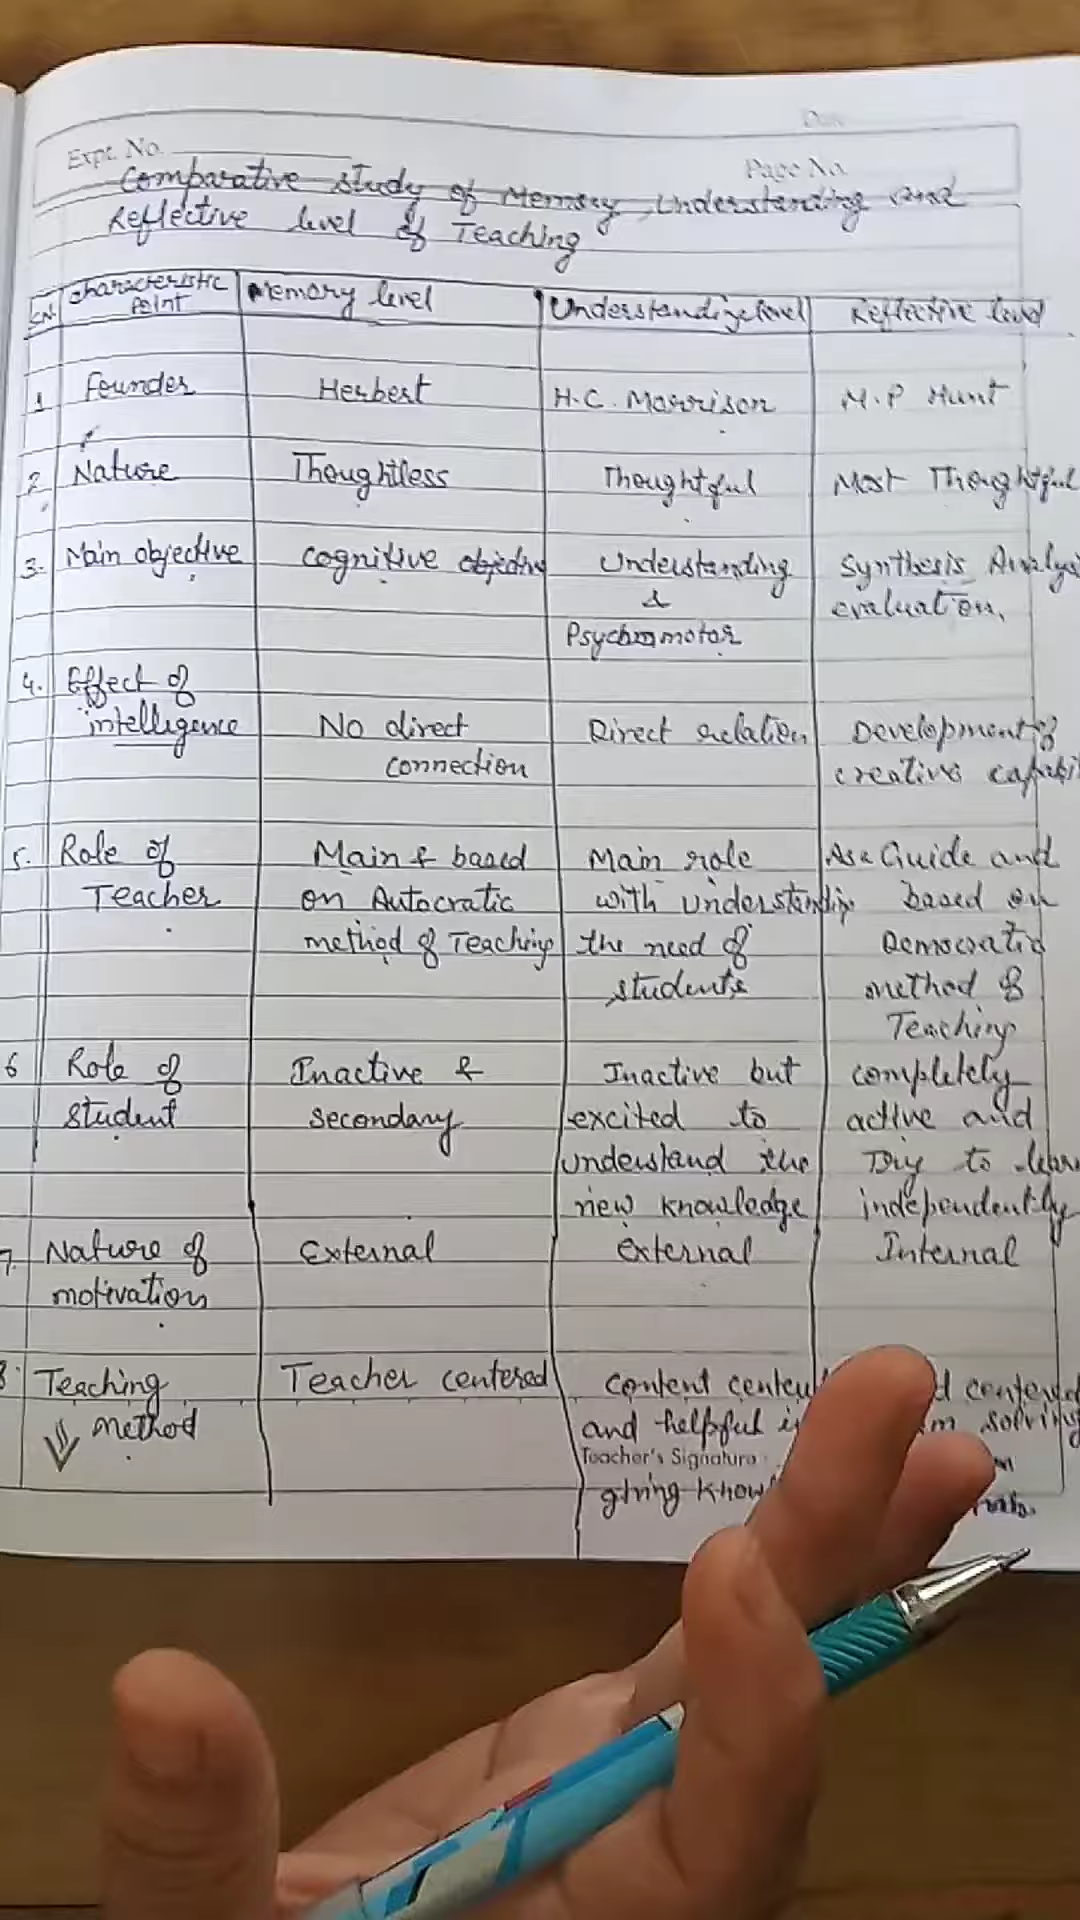 Expt. No.
Page No.
Comparative study of Memory, Understanding and
Reflective level of Teaching
S.N. Characteristic Point Memory level Understanding level Reflective level
1 Founder Herbert H.C. Morrison M.P Hunt
2 Nature Thoughtless Thoughtful Most Thoughtful
3. Main objective cognitive objective Understanding Synthesis, Analysis
& evaluation.
Psychomotor
4. Effect of
intelligence No direct Direct relation Development of
connection creative
5. Role of Main & based Main role As a Guide and
Teacher on Autocratic with understanding based on
method of Teaching the need of Democratic
students method of
Teaching
6 Role of Inactive & Inactive but completely
student secondary excited to active and
understand the Try to learn
new knowledge independently
7. Nature of External External Internal
motivation
8. Teaching Teacher centered content centered
method and helpful solving
Teacher's Signature
giving